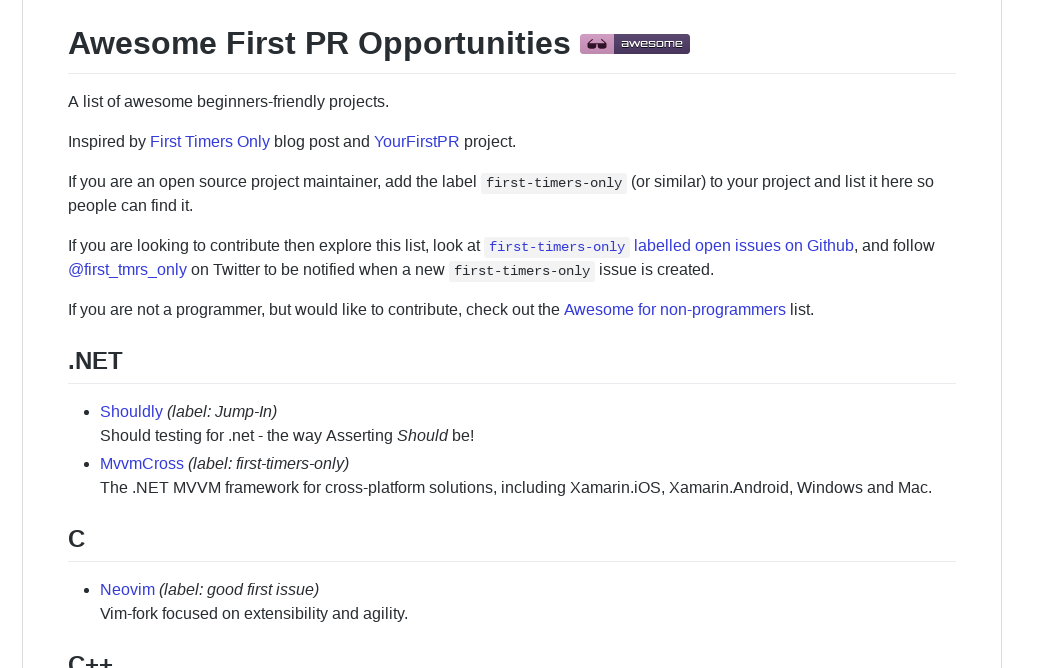 Awesome First PR Opportunities awesome
A list of awesome beginners-friendly projects.
Inspired by First Timers Only blog post and YourFirstPR project.
If you are an open source project maintainer, add the label first-timers-only (or similar) to your project and list it here so
people can find it.
If you are looking to contribute then explore this list, look at first-timers-only labelled open issues on Github, and follow
@first_tmrs_only on Twitter to be notified when a new first-timers-only issue is created.
If you are not a programmer, but would like to contribute, check out the Awesome for non-programmers list.
.NET
Shouldly (label: Jump-In)
Should testing for .net - the way Asserting Should be!
MvvmCross (label: first-timers-only)
The .NET MVVM framework for cross-platform solutions, including Xamarin.iOS, Xamarin.Android, Windows and Mac.
C
Neovim (label: good first issue)
Vim-fork focused on extensibility and agility.
C++